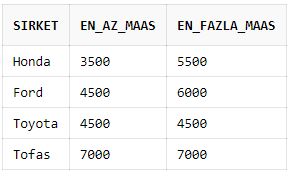 SIRKET EN_AZ_MAAS EN_FAZLA_MAAS
Honda 3500 5500
Ford 4500 6000
Toyota 4500 4500
Tofas 7000 7000